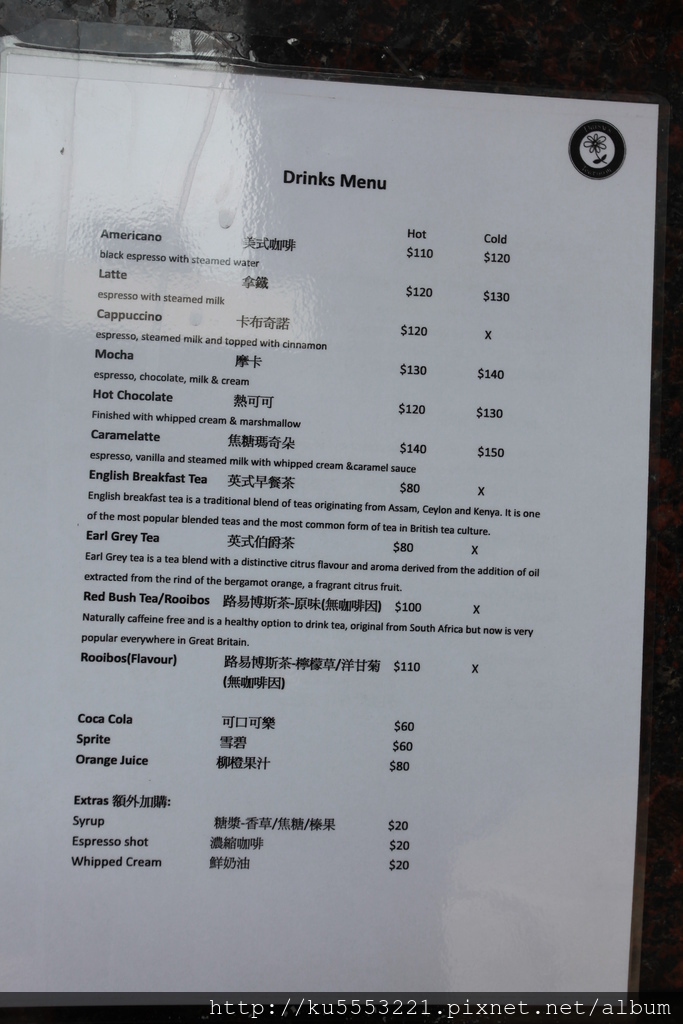 Drinks Menu
Hot Cold
Americano 美式咖啡 $110 $120
black espresso with steamed water
Latte 拿鐵 $120 $130
espresso with steamed milk
Cappuccino 卡布奇諾 $120 X
espresso, steamed milk and topped with cinnamon
Mocha 摩卡 $130 $140
espresso, chocolate, milk & cream
Hot Chocolate 熱可可 $120 $130
Finished with whipped cream & marshmallow
Caramelatte 焦糖瑪奇朵 $140 $150
espresso, vanilla and steamed milk with whipped cream &caramel sauce
English Breakfast Tea 英式早餐茶 $80 X
English breakfast tea is a traditional blend of teas originating from Assam, Ceylon and Kenya. It is one
of the most popular blended teas and the most common form of tea in British tea culture.
Earl Grey Tea 英式伯爵茶 $80 X
Earl Grey tea is a tea blend with a distinctive citrus flavour and aroma derived from the addition of oil
extracted from the rind of the bergamot orange, a fragrant citrus fruit.
Red Bush Tea/Rooibos 路易博斯茶-原味(無咖啡因) $100 X
Naturally caffeine free and is a healthy option to drink tea, original from South Africa but now is very
popular everywhere in Great Britain.
Rooibos(Flavour) 路易博斯茶-檸檬草/洋甘菊 $110 X
(無咖啡因)
Coca Cola 可口可樂 $60
Sprite 雪碧 $60
Orange Juice 柳橙果汁 $80
Extras 額外加購:
Syrup 糖漿-香草/焦糖/榛果 $20
Espresso shot 濃縮咖啡 $20
Whipped Cream 鮮奶油 $20
http://ku5553221.pixnet.net/album